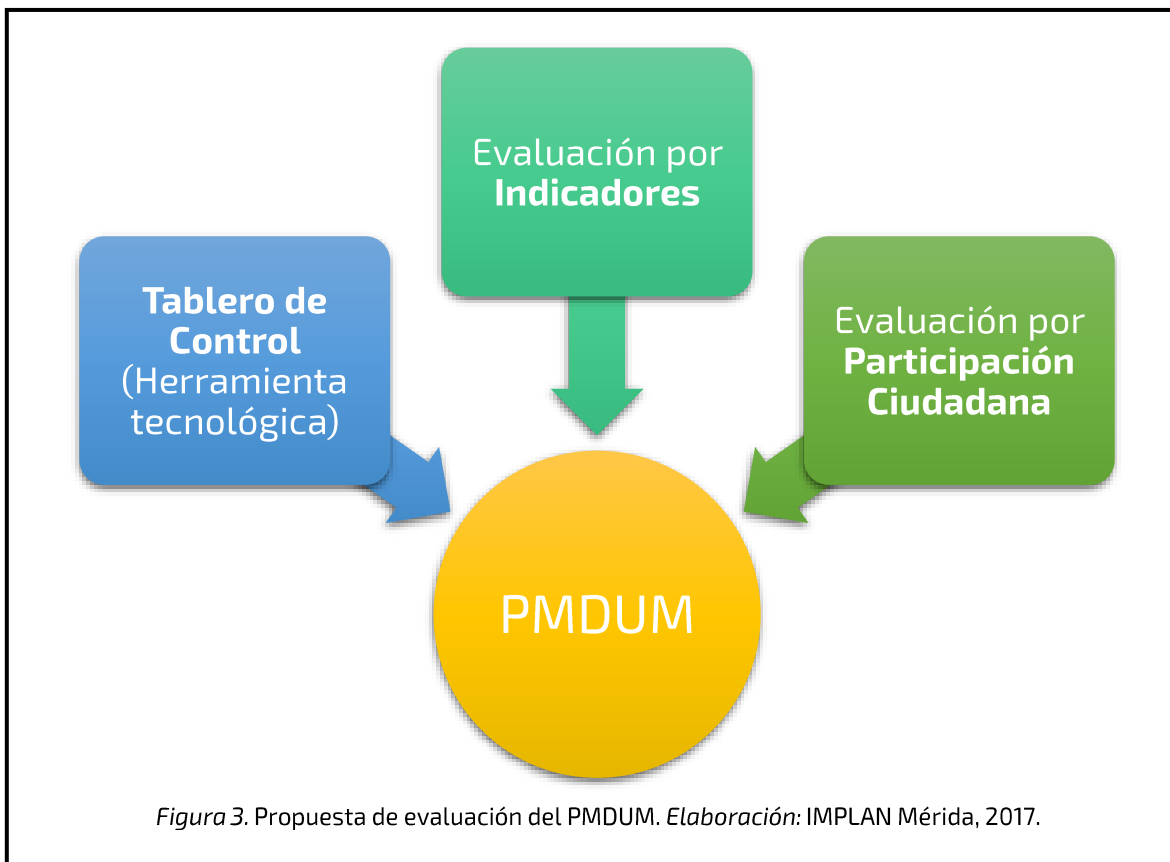 Evaluación por
Indicadores
Tablero de
Control
(Herramienta
tecnológica)
Evaluación por
Participación
Ciudadana
PMDUM
Figura 3. Propuesta de evaluación del PMDUM. Elaboración: IMPLAN Mérida, 2017.